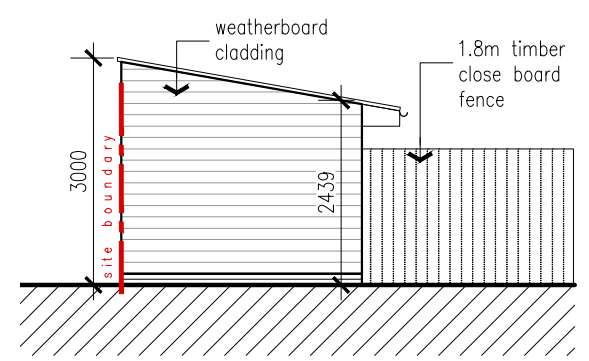 weatherboard
cladding
1.8m timber
close board
fence
3000
site boundary
2439